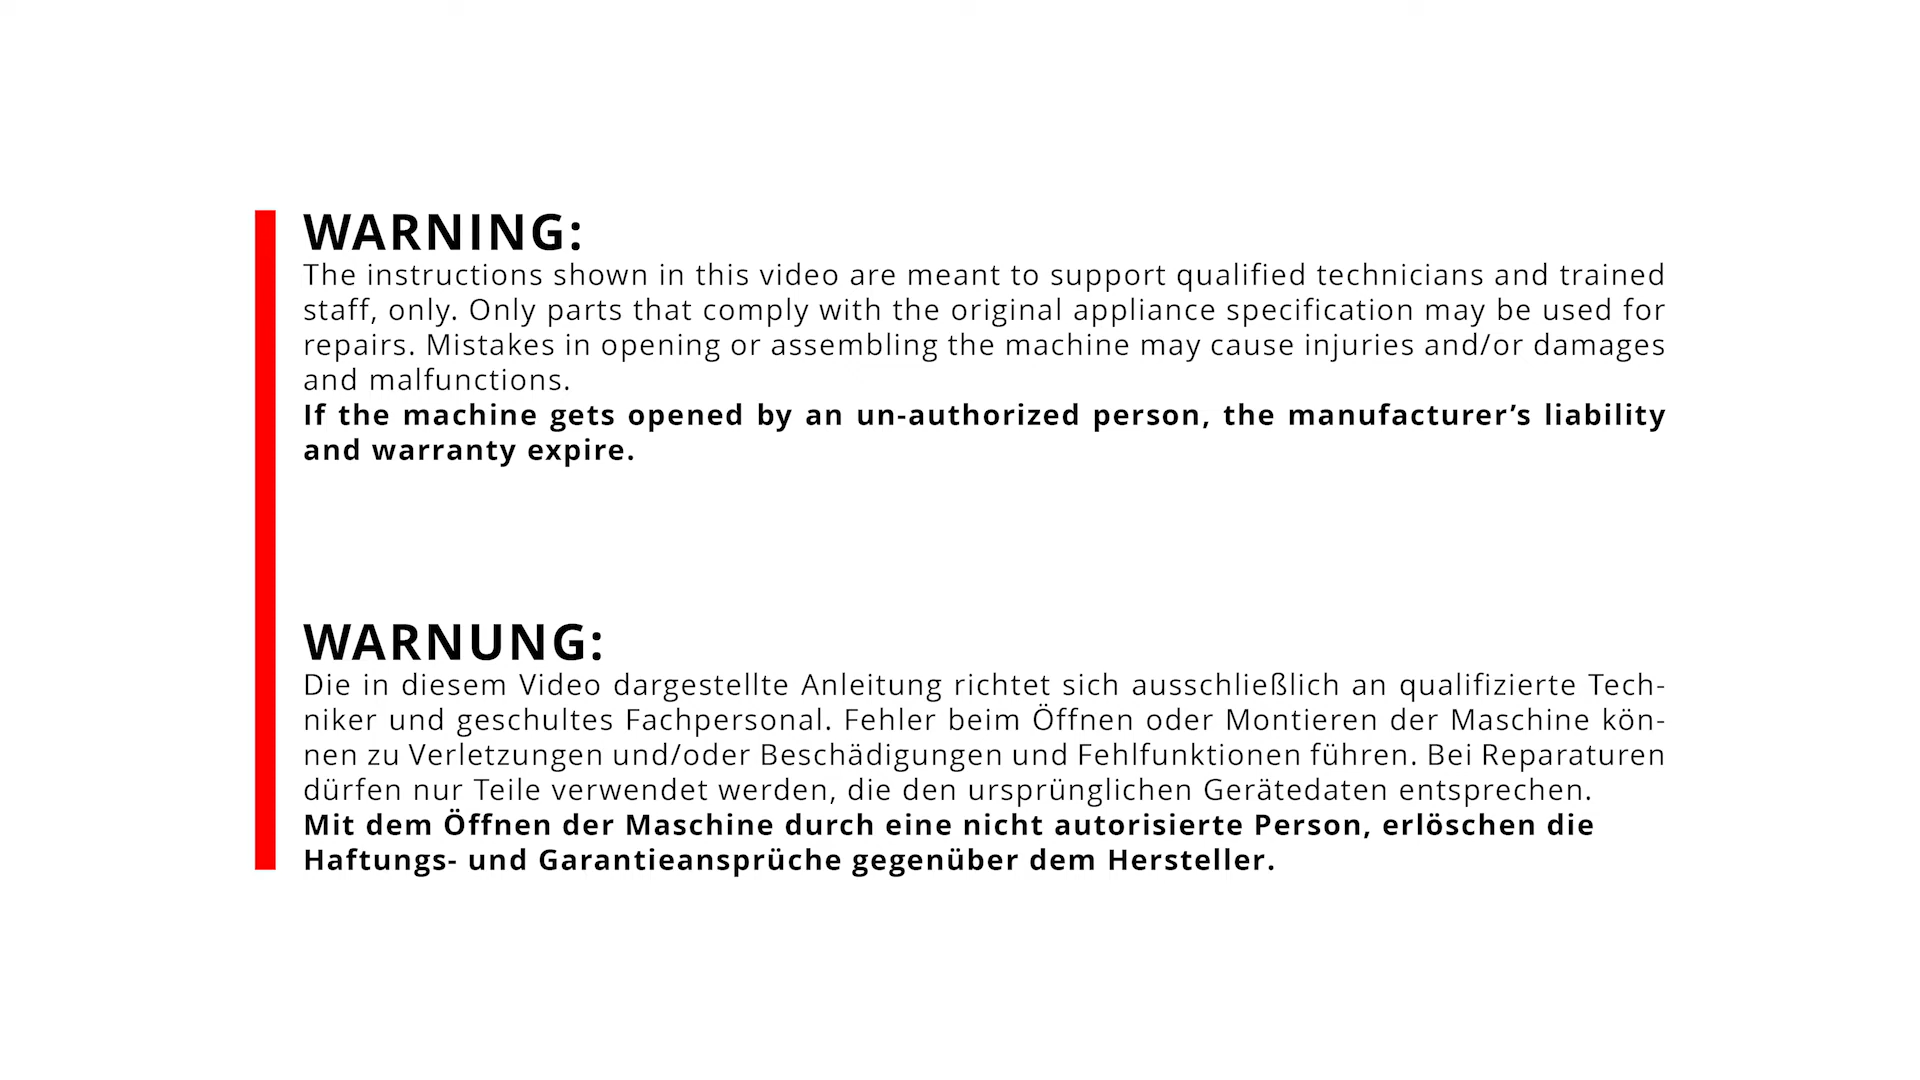 WARNING:
The instructions shown in this video are meant to support qualified technicians and trained
staff, only. Only parts that comply with the original appliance specification may be used for
repairs. Mistakes in opening or assembling the machine may cause injuries and/or damages
and malfunctions.
If the machine gets opened by an un-authorized person, the manufacturer’s liability
and warranty expire.
WARNUNG:
Die in diesem Video dargestellte Anleitung richtet sich ausschließlich an qualifizierte Tech-
niker und geschultes Fachpersonal. Fehler beim Öffnen oder Montieren der Maschine kön-
nen zu Verletzungen und/oder Beschädigungen und Fehlfunktionen führen. Bei Reparaturen
dürfen nur Teile verwendet werden, die den ursprünglichen Gerätedaten entsprechen.
Mit dem Öffnen der Maschine durch eine nicht autorisierte Person, erlöschen die
Haftungs- und Garantieansprüche gegenüber dem Hersteller.